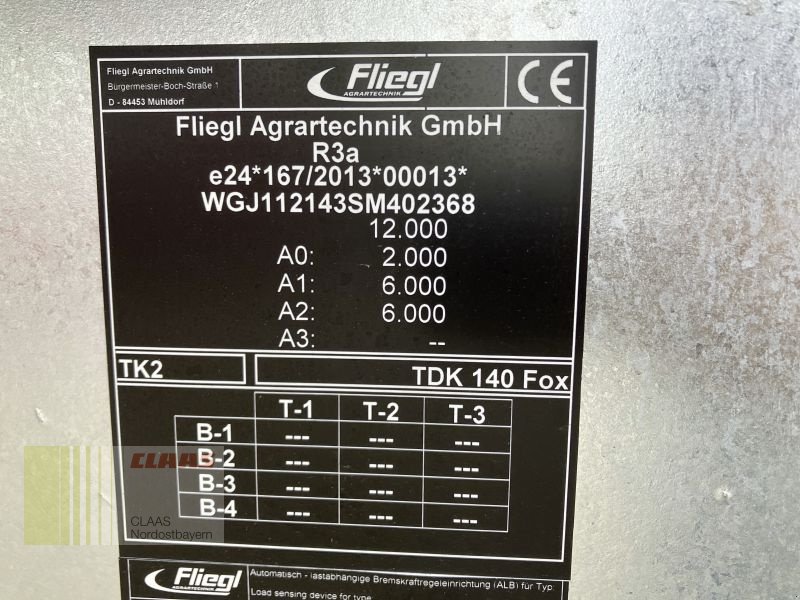 Fliegl Agrartechnik GmbH
Bürgermeister-Boch-Straße 1
D - 84453 Mühldorf
Fliegl
AGRARTECHNIK
CE
Fliegl Agrartechnik GmbH
R3a
e24*167/2013*00013*
WGJ112143SM402368
12.000
A0: 2.000
A1: 6.000
A2: 6.000
A3: --
TK2 TDK 140 Fox
T-1 T-2 T-3
B-1 --- --- ---
B-2 --- --- ---
B-3 --- --- ---
B-4 --- --- ---
CLAAS
CLAAS
Nordostbayern
Fliegl
AGRARTECHNIK
Automatisch - lastabhängige Bremskraftregeleinrichtung (ALB) für Typ:
Load sensing device for type: